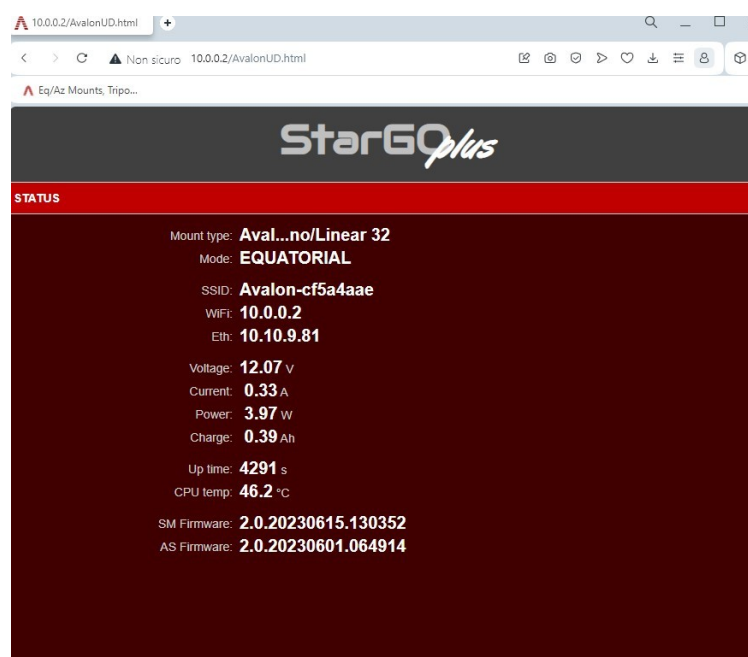 10.0.0.2/AvalonUD.html
Non sicuro 10.0.0.2/AvalonUD.html
Eq/Az Mounts, Tripo...
StarGO plus
STATUS
Mount type: Aval...no/Linear 32
Mode: EQUATORIAL
SSID: Avalon-cf5a4aae
WiFi: 10.0.0.2
Eth: 10.10.9.81
Voltage: 12.07 V
Current: 0.33 A
Power: 3.97 W
Charge: 0.39 Ah
Up time: 4291 s
CPU temp: 46.2 °C
SM Firmware: 2.0.20230615.130352
AS Firmware: 2.0.20230601.064914